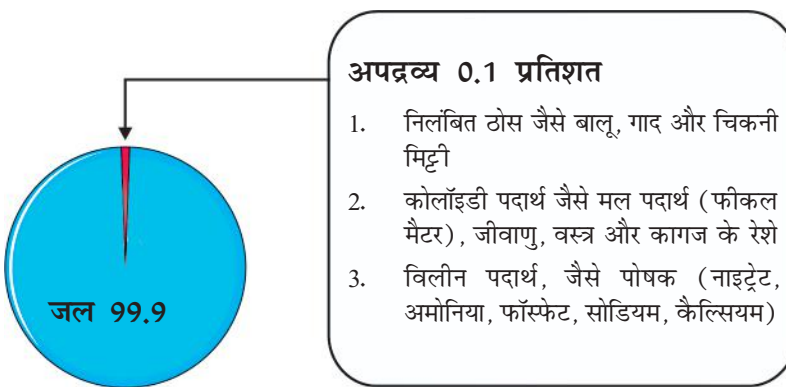 अपद्रव्य 0.1 प्रतिशत
1. निलंबित ठोस जैसे बालू, गाद और चिकनी
मिट्टी
2. कोलॉइडी पदार्थ जैसे मल पदार्थ (फीकल
मैटर), जीवाणु, वस्त्र और कागज के रेशे
3. विलीन पदार्थ, जैसे पोषक (नाइट्रेट,
अमोनिया, फॉस्फेट, सोडियम, कैल्सियम)
जल 99.9